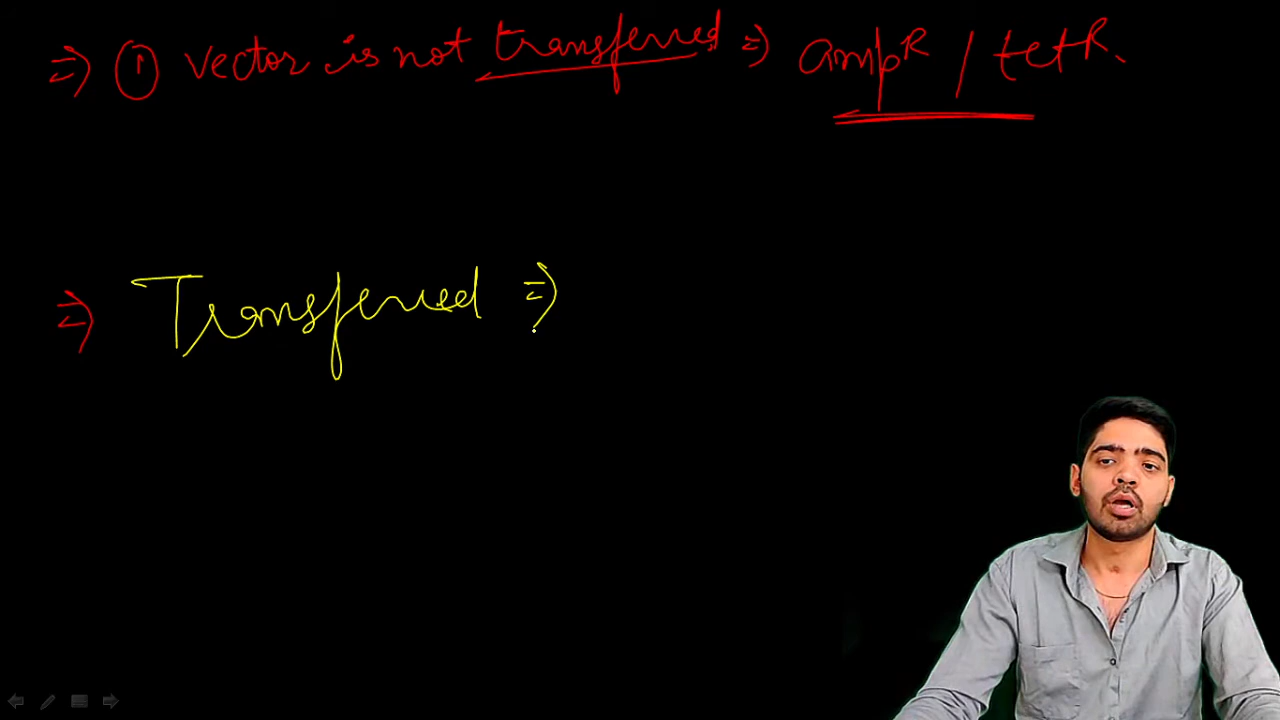 ⇒ ① vector is not transferred ⇒ ampR / tetR.
⇒ Transferred ⇒